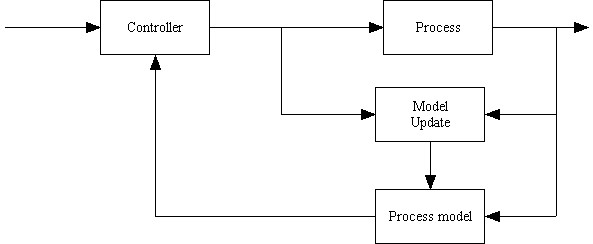 Controller
Process
Model
Update
Process model